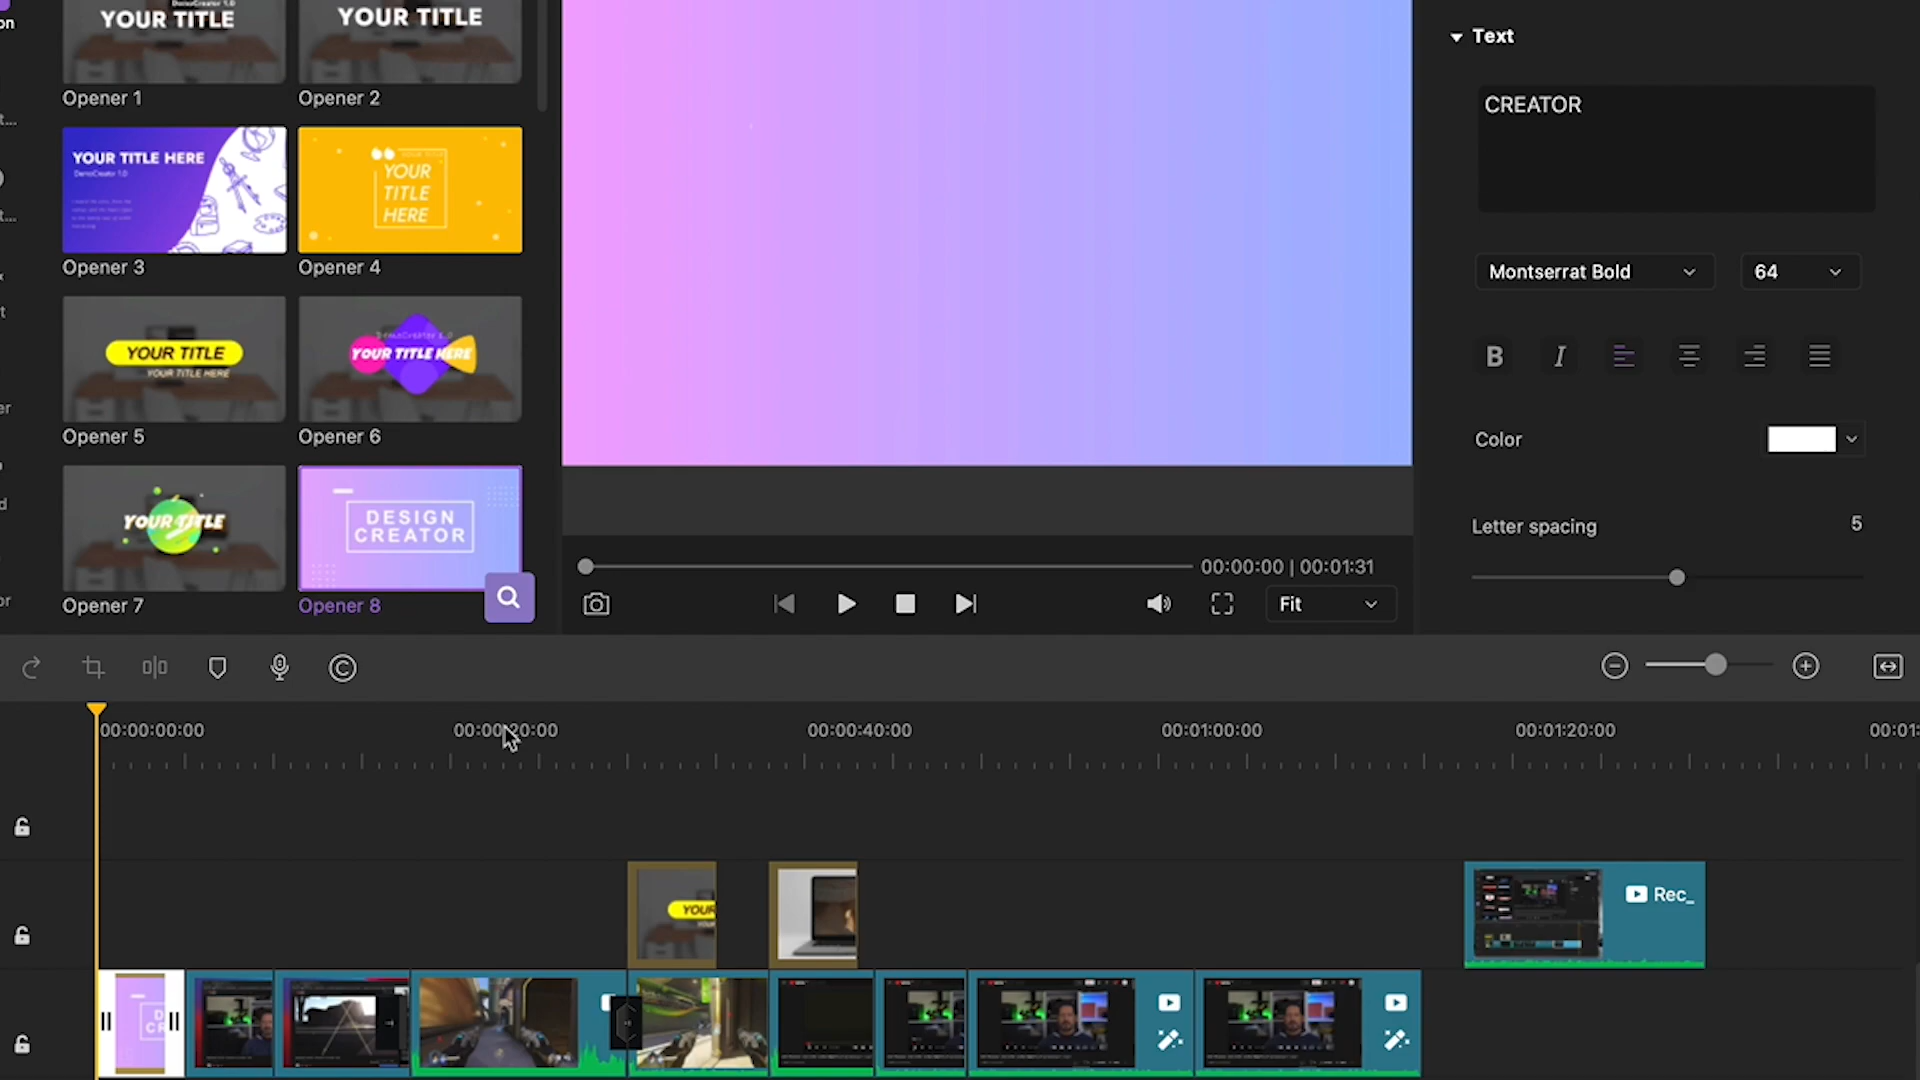 on
YOUR TITLE
YOUR TITLE
Opener 1
Opener 2
YOUR TITLE HERE
DemoCreator 1.0
YOUR
TITLE
HERE
Opener 3
Opener 4
YOUR TITLE
YOUR TITLE HERE
YOUR TITLE HERE
Opener 5
Opener 6
YOUR TITLE
DESIGN
CREATOR
Opener 7
Opener 8
Text
CREATOR
Montserrat Bold
64
B I
Color
Letter spacing
5
00:00:00 | 00:01:31
Fit
00:00:00:00
00:00:20:00
00:00:40:00
00:01:00:00
00:01:20:00
00:01:
YOUR
Rec_
D
CR